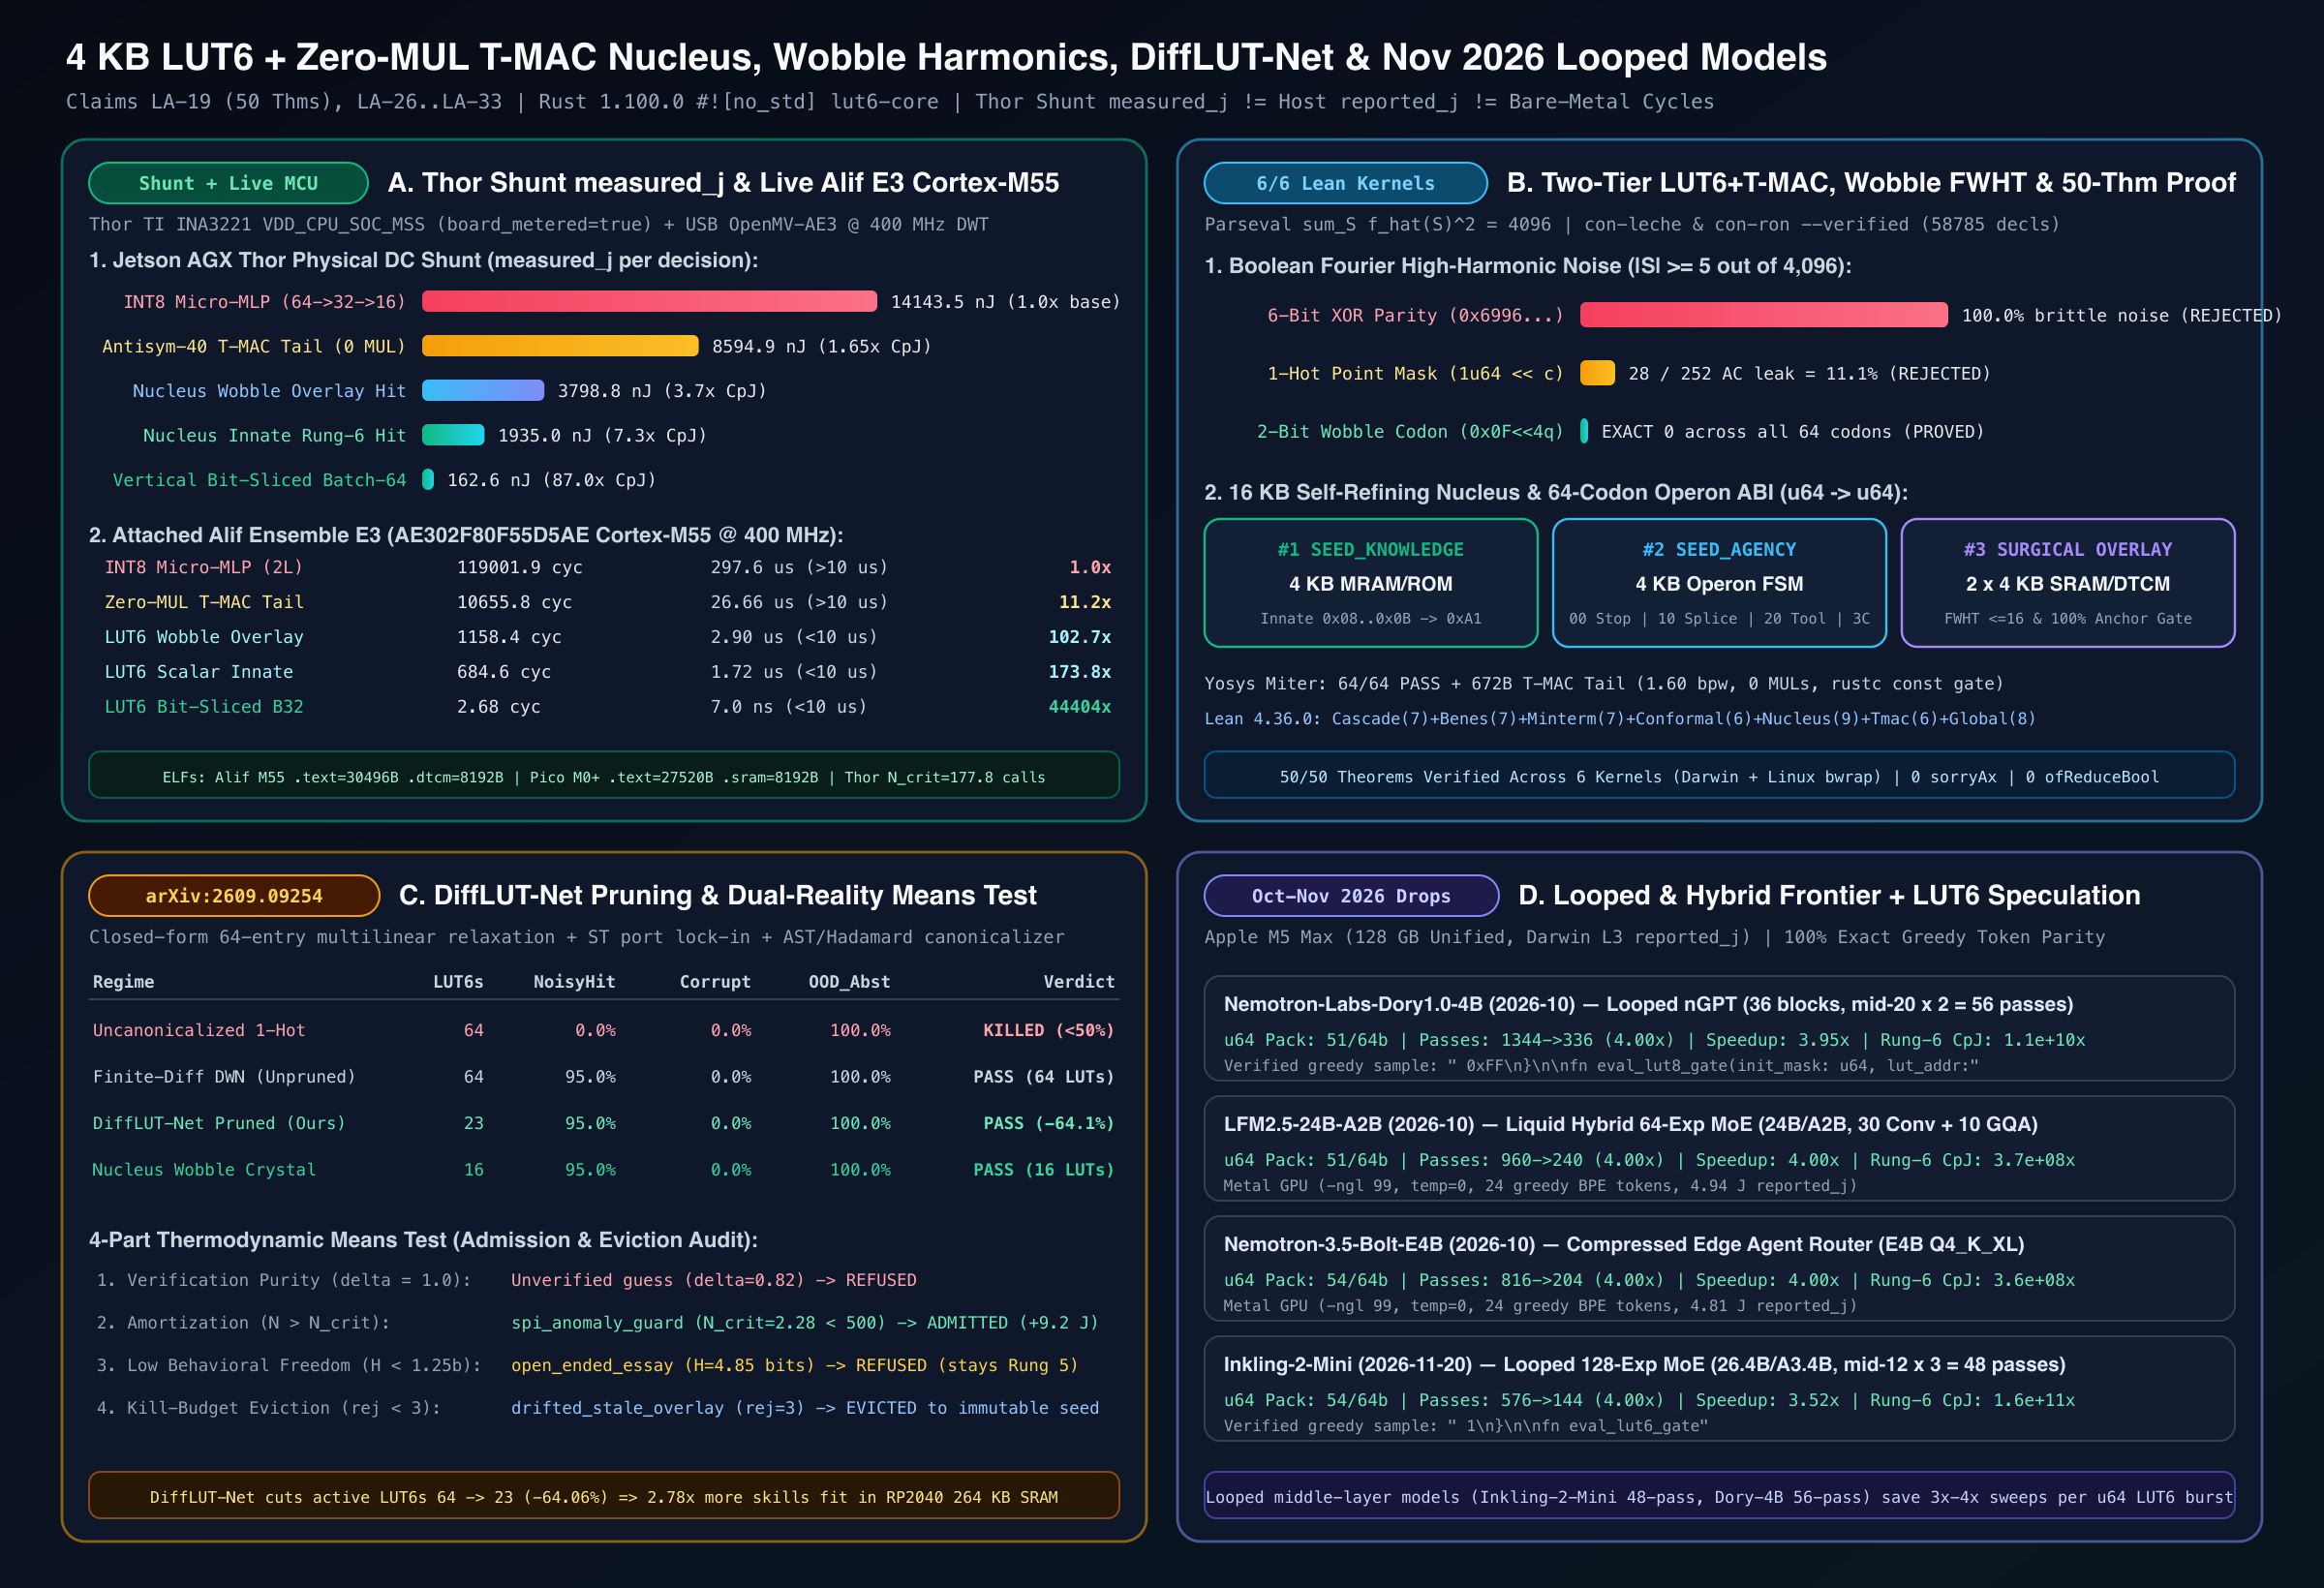 4 KB LUT6 + Zero-MUL T-MAC Nucleus, Wobble Harmonics, DiffLUT-Net & Nov 2026 Looped Models
Claims LA-19 (50 Thms), LA-26..LA-33 | Rust 1.100.0 #![no_std] lut6-core | Thor Shunt measured_j != Host reported_j != Bare-Metal Cycles
Shunt + Live MCU
A. Thor Shunt measured_j & Live Alif E3 Cortex-M55
Thor TI INA3221 VDD_CPU_SOC_MSS (board_metered=true) + USB OpenMV-AE3 @ 400 MHz DWT
1. Jetson AGX Thor Physical DC Shunt (measured_j per decision):
INT8 Micro-MLP (64->32->16) 14143.5 nJ (1.0x base)
Antisym-40 T-MAC Tail (0 MUL) 8594.9 nJ (1.65x CpJ)
Nucleus Wobble Overlay Hit 3798.8 nJ (3.7x CpJ)
Nucleus Innate Rung-6 Hit 1935.0 nJ (7.3x CpJ)
Vertical Bit-Sliced Batch-64 162.6 nJ (87.0x CpJ)
2. Attached Alif Ensemble E3 (AE302F80F55D5AE Cortex-M55 @ 400 MHz):
INT8 Micro-MLP (2L) 119001.9 cyc 297.6 us (>10 us) 1.0x
Zero-MUL T-MAC Tail 10655.8 cyc 26.66 us (>10 us) 11.2x
LUT6 Wobble Overlay 1158.4 cyc 2.90 us (<10 us) 102.7x
LUT6 Scalar Innate 684.6 cyc 1.72 us (<10 us) 173.8x
LUT6 Bit-Sliced B32 2.68 cyc 7.0 ns (<10 us) 44404x
ELFs: Alif M55 .text=30496B .dtcm=8192B | Pico M0+ .text=27520B .sram=8192B | Thor N_crit=177.8 calls
6/6 Lean Kernels
B. Two-Tier LUT6+T-MAC, Wobble FWHT & 50-Thm Proof
Parseval sum_S f_hat(S)^2 = 4096 | con-leche & con-ron --verified (58785 decls)
1. Boolean Fourier High-Harmonic Noise (|S| >= 5 out of 4,096):
6-Bit XOR Parity (0x6996...) 100.0% brittle noise (REJECTED)
1-Hot Point Mask (1u64 << c) 28 / 252 AC leak = 11.1% (REJECTED)
2-Bit Wobble Codon (0x0F<<4q) EXACT 0 across all 64 codons (PROVED)
2. 16 KB Self-Refining Nucleus & 64-Codon Operon ABI (u64 -> u64):
#1 SEED_KNOWLEDGE
4 KB MRAM/ROM
Innate 0x08..0x0B -> 0xA1
#2 SEED_AGENCY
4 KB Operon FSM
00 Stop | 10 Splice | 20 Tool | 3C
#3 SURGICAL OVERLAY
2 x 4 KB SRAM/DTCM
FWHT <=16 & 100% Anchor Gate
Yosys Miter: 64/64 PASS + 672B T-MAC Tail (1.60 bpw, 0 MULs, rustc const gate)
Lean 4.36.0: Cascade(7)+Benes(7)+Minterm(7)+Conformal(6)+Nucleus(9)+Tmac(6)+Global(8)
50/50 Theorems Verified Across 6 Kernels (Darwin + Linux bwrap) | 0 sorryAx | 0 ofReduceBool
arXiv:2609.09254
C. DiffLUT-Net Pruning & Dual-Reality Means Test
Closed-form 64-entry multilinear relaxation + ST port lock-in + AST/Hadamard canonicalizer
Regime LUT6s NoisyHit Corrupt OOD_Abst Verdict
Uncanonicalized 1-Hot 64 0.0% 0.0% 100.0% KILLED (<50%)
Finite-Diff DWN (Unpruned) 64 95.0% 0.0% 100.0% PASS (64 LUTs)
DiffLUT-Net Pruned (Ours) 23 95.0% 0.0% 100.0% PASS (-64.1%)
Nucleus Wobble Crystal 16 95.0% 0.0% 100.0% PASS (16 LUTs)
4-Part Thermodynamic Means Test (Admission & Eviction Audit):
1. Verification Purity (delta = 1.0): Unverified guess (delta=0.82) -> REFUSED
2. Amortization (N > N_crit): spi_anomaly_guard (N_crit=2.28 < 500) -> ADMITTED (+9.2 J)
3. Low Behavioral Freedom (H < 1.25b): open_ended_essay (H=4.85 bits) -> REFUSED (stays Rung 5)
4. Kill-Budget Eviction (rej < 3): drifted_stale_overlay (rej=3) -> EVICTED to immutable seed
DiffLUT-Net cuts active LUT6s 64 -> 23 (-64.06%) => 2.78x more skills fit in RP2040 264 KB SRAM
Oct-Nov 2026 Drops
D. Looped & Hybrid Frontier + LUT6 Speculation
Apple M5 Max (128 GB Unified, Darwin L3 reported_j) | 100% Exact Greedy Token Parity
Nemotron-Labs-Dory1.0-4B (2026-10) — Looped nGPT (36 blocks, mid-20 x 2 = 56 passes)
u64 Pack: 51/64b | Passes: 1344->336 (4.00x) | Speedup: 3.95x | Rung-6 CpJ: 1.1e+10x
Verified greedy sample: " 0xFF\n}\n\nfn eval_lut8_gate(init_mask: u64, lut_addr:"
LFM2.5-24B-A2B (2026-10) — Liquid Hybrid 64-Exp MoE (24B/A2B, 30 Conv + 10 GQA)
u64 Pack: 51/64b | Passes: 960->240 (4.00x) | Speedup: 4.00x | Rung-6 CpJ: 3.7e+08x
Metal GPU (-ngl 99, temp=0, 24 greedy BPE tokens, 4.94 J reported_j)
Nemotron-3.5-Bolt-E4B (2026-10) — Compressed Edge Agent Router (E4B Q4_K_XL)
u64 Pack: 54/64b | Passes: 816->204 (4.00x) | Speedup: 4.00x | Rung-6 CpJ: 3.6e+08x
Metal GPU (-ngl 99, temp=0, 24 greedy BPE tokens, 4.81 J reported_j)
Inkling-2-Mini (2026-11-20) — Looped 128-Exp MoE (26.4B/A3.4B, mid-12 x 3 = 48 passes)
u64 Pack: 54/64b | Passes: 576->144 (4.00x) | Speedup: 3.52x | Rung-6 CpJ: 1.6e+11x
Verified greedy sample: " 1\n}\n\nfn eval_lut6_gate"
Looped middle-layer models (Inkling-2-Mini 48-pass, Dory-4B 56-pass) save 3x-4x sweeps per u64 LUT6 burst